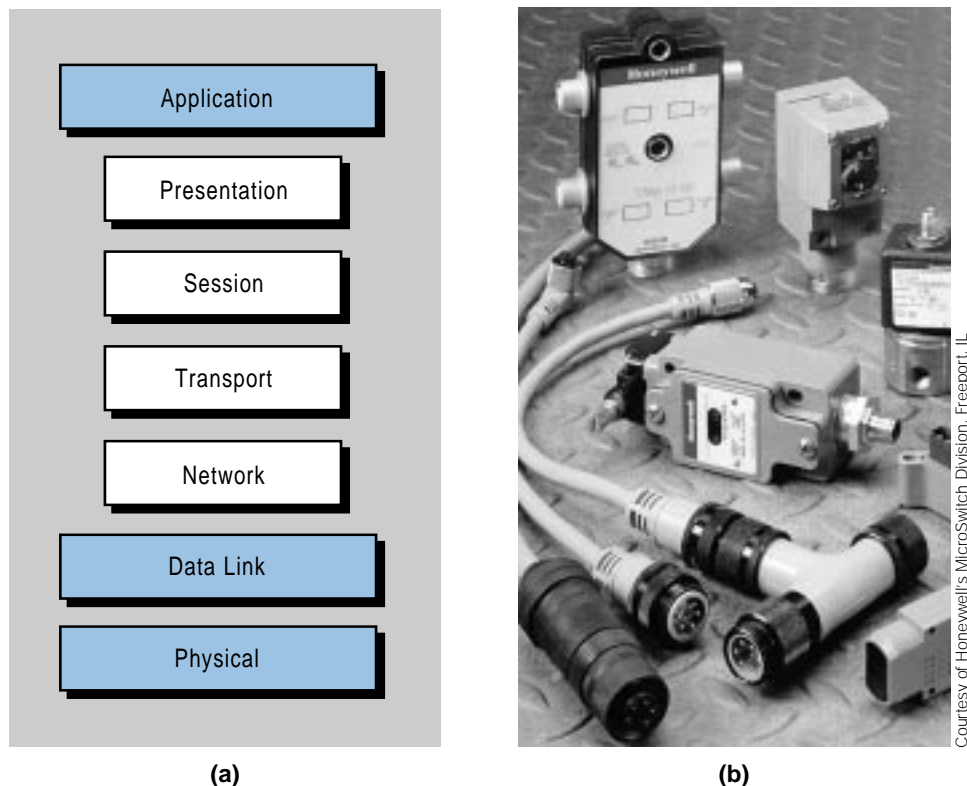 Application
Presentation
Session
Transport
Network
Data Link
Physical
(a)
Honeywell
Courtesy of Honeywell's MicroSwitch Division, Freeport, IL
(b)